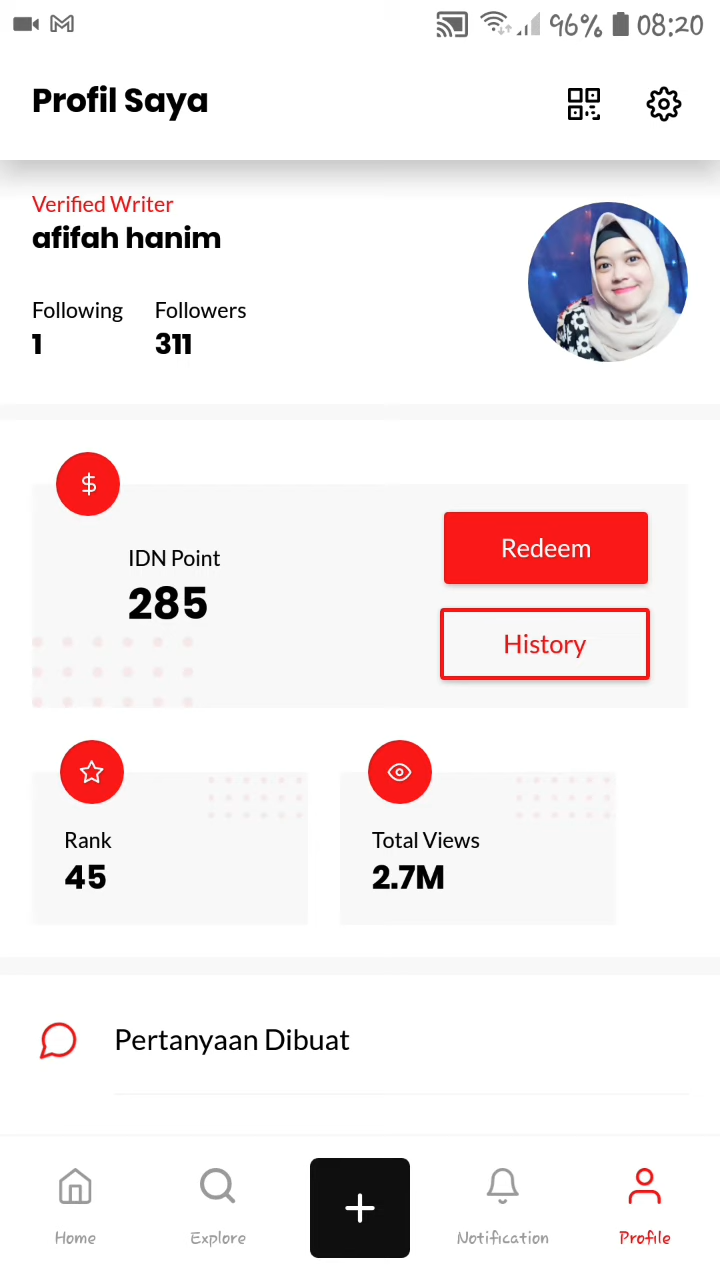 96% 08:20
Profil Saya
Verified Writer
afifah hanim
Following Followers
1 311
$
IDN Point
285
Redeem
History
Rank
45
Total Views
2.7M
Pertanyaan Dibuat
Home Explore Notification Profile